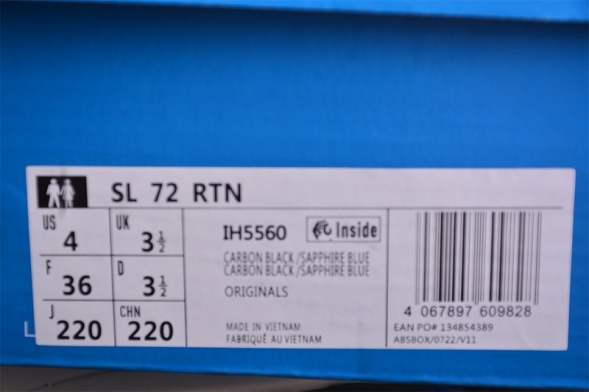 SL 72 RTN
US 4
UK 3½
F 36
D 3½
J 220
CHN 220
IH5560
Inside
CARBON BLACK/SAPPHIRE BLUE
CARBON BLACK/SAPPHIRE BLUE
ORIGINALS
MADE IN VIETNAM
FABRIQUÉ AU VIETNAM
4 067897 609828
EAN PO# 134854389
ABSBOX/0722/V11